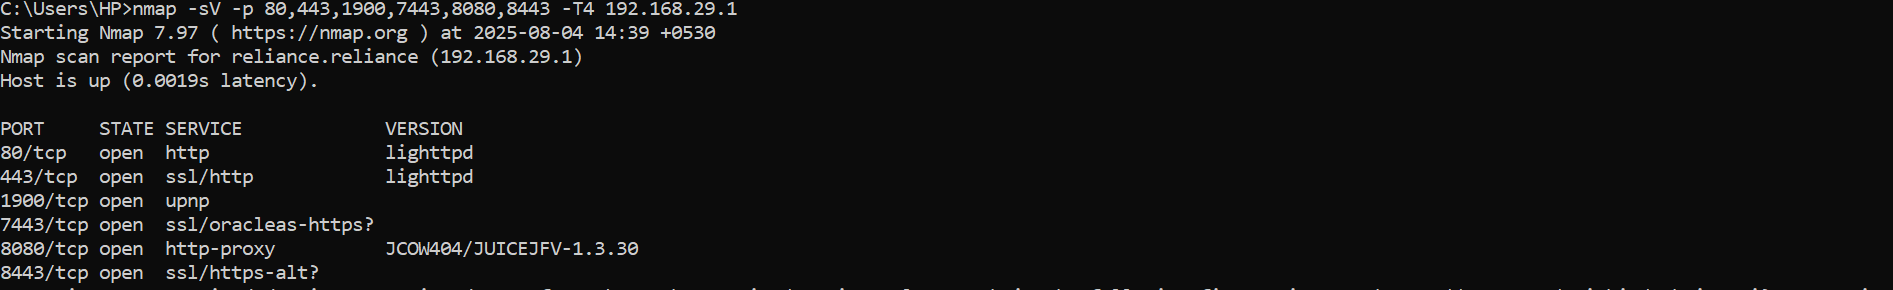 C:\Users\HP>nmap -sV -p 80,443,1900,7443,8080,8443 -T4 192.168.29.1
Starting Nmap 7.97 ( https://nmap.org ) at 2025-08-04 14:39 +0530
Nmap scan report for reliance.reliance (192.168.29.1)
Host is up (0.0019s latency).
PORT     STATE SERVICE              VERSION
80/tcp   open  http                 lighttpd
443/tcp  open  ssl/http             lighttpd
1900/tcp open  upnp
7443/tcp open  ssl/oracleas-https?
8080/tcp open  http-proxy           JCOW404/JUICEJFV-1.3.30
8443/tcp open  ssl/https-alt?